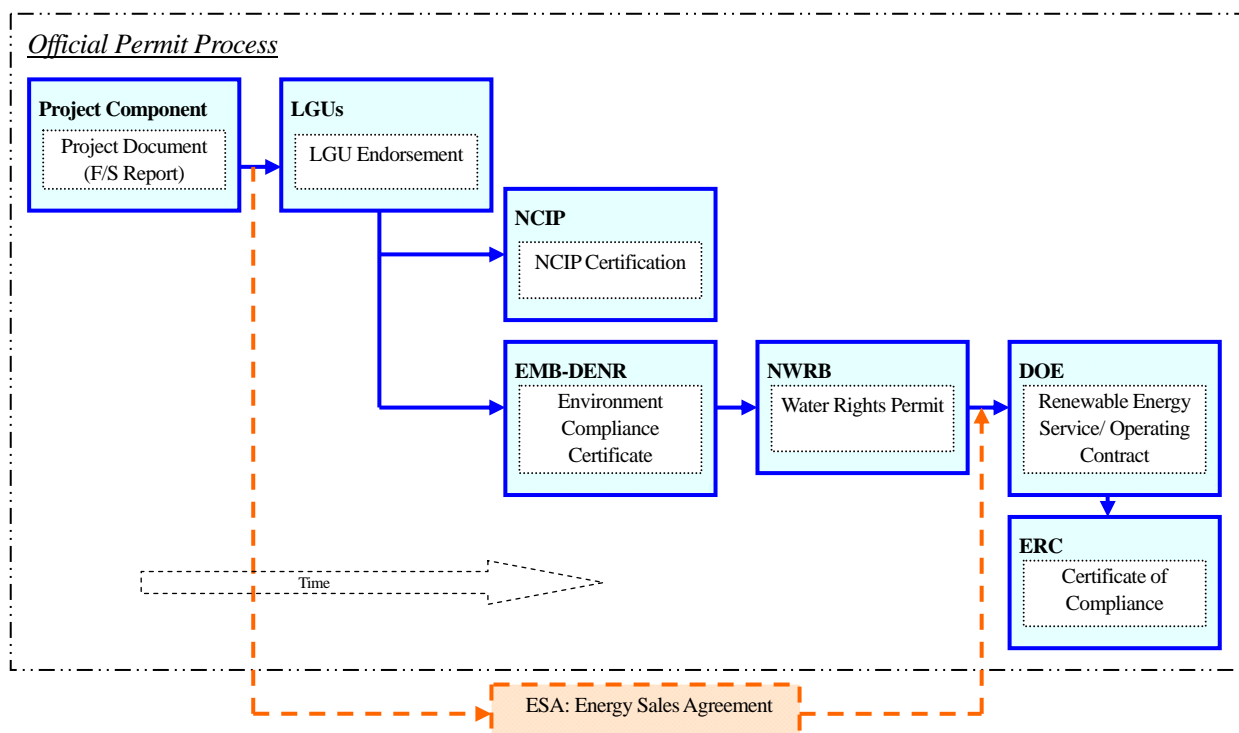 Official Permit Process
Project Component
Project Document
(F/S Report)
LGUs
LGU Endorsement
NCIP
NCIP Certification
EMB-DENR
Environment
Compliance
Certificate
NWRB
Water Rights Permit
DOE
Renewable Energy
Service/ Operating
Contract
ERC
Certificate of
Compliance
Time
ESA: Energy Sales Agreement